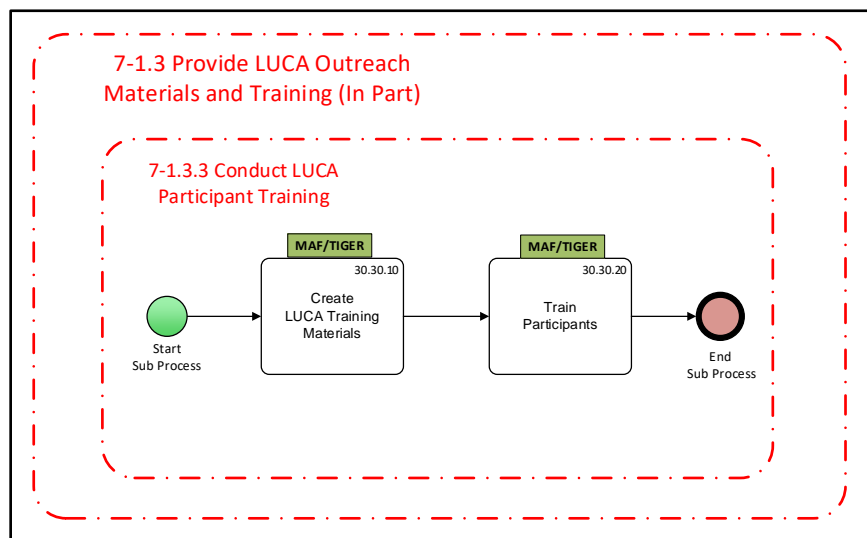 7-1.3 Provide LUCA Outreach
Materials and Training (In Part)
7-1.3.3 Conduct LUCA
Participant Training
MAF/TIGER
MAF/TIGER
30.30.10
30.30.20
Create
LUCA Training
Materials
Train
Participants
Start
Sub Process
End
Sub Process